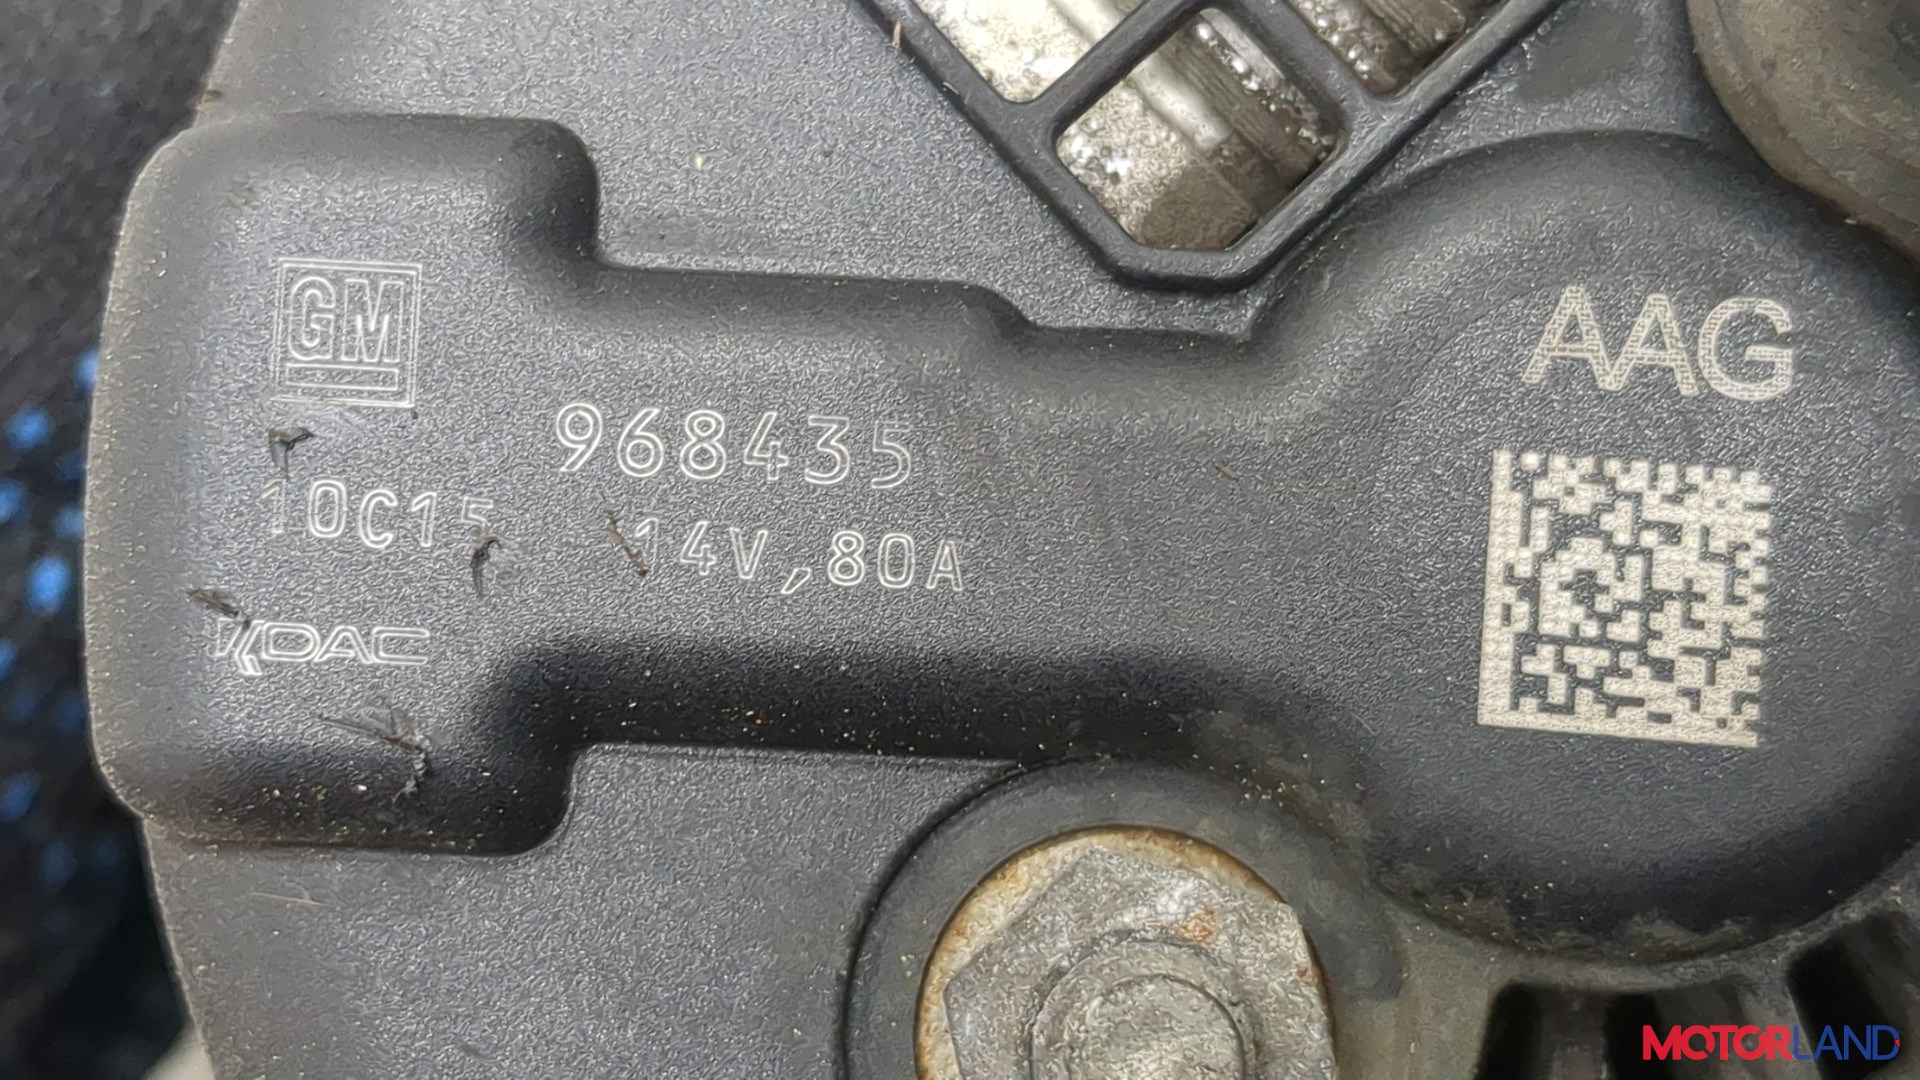 GM
AAG
968435
10C15
14V,80A
KDAC
MOTORLAND